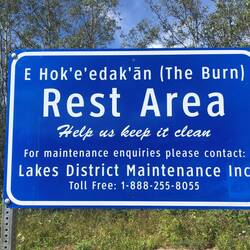 E Hok'e'edak'ān (The Burn)
Rest Area
Help us keep it clean
For maintenance enquiries please contact:
Lakes District Maintenance Inc
Toll Free: 1-888-255-8055